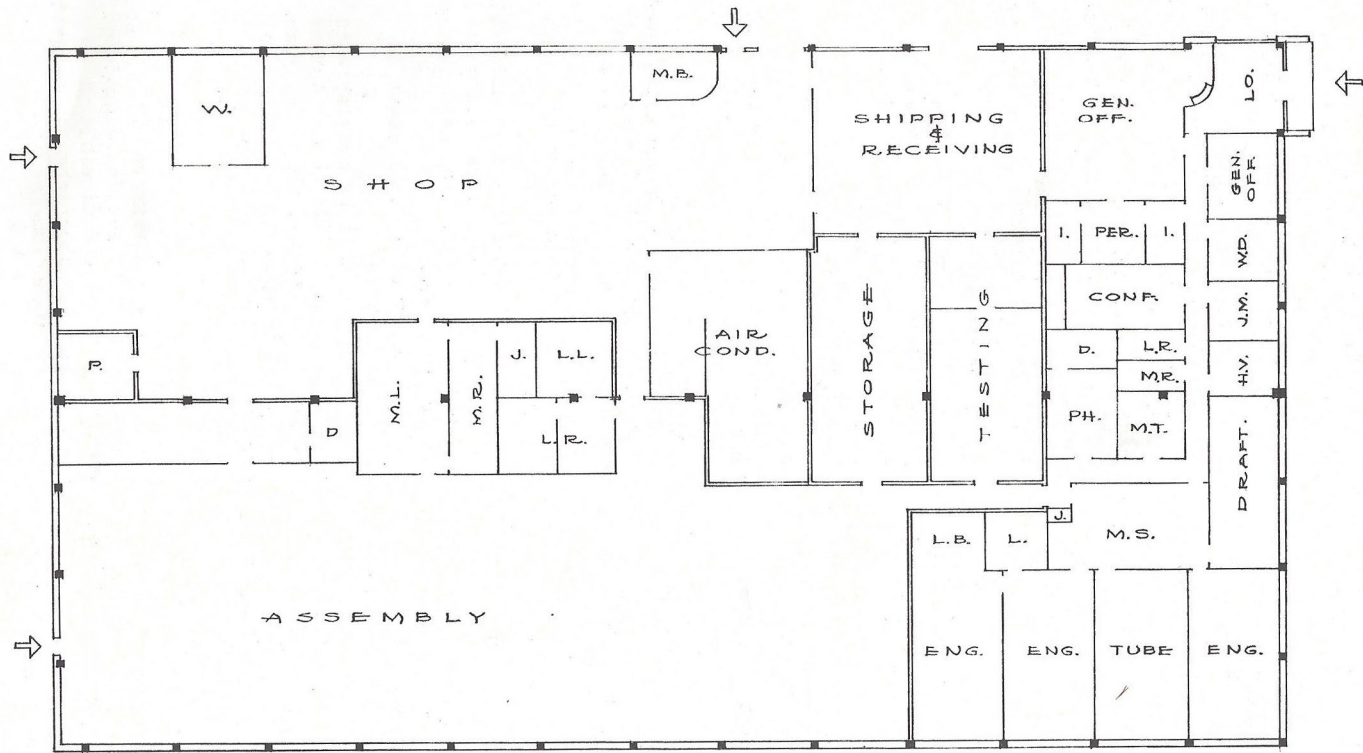 M.B.
W.
SHIPPING
&
RECEIVING
GEN.
OFF.
LO.
SHOP
GEN.
OFF.
I.
PER.
I.
W.D.
CONF.
J.M.
AIR
COND.
STORAGE
TESTING
D.
L.R.
H.V.
P.
M.L.
M.R.
J.
L.L.
M.R.
D
L.R.
PH.
M.T.
DRAFT.
J.
L.B.
L.
M.S.
ASSEMBLY
ENG.
ENG.
TUBE
ENG.